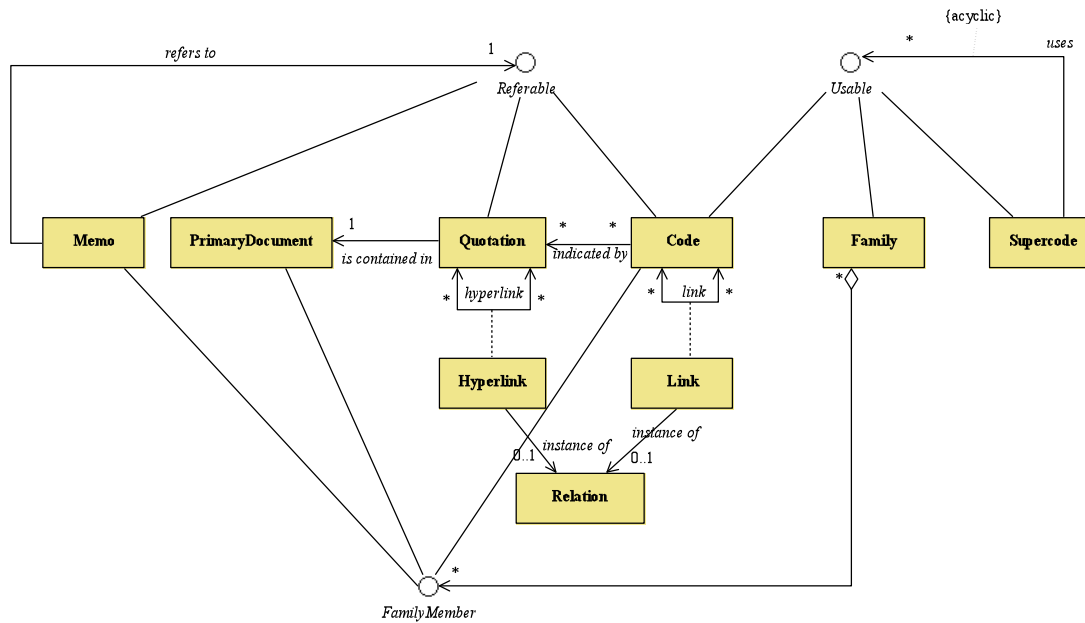 {acyclic}
refers to
1
*
uses
Referable
Usable
Memo
PrimaryDocument
1
is contained in
Quotation
*
*
indicated by
Code
Family
Supercode
*
hyperlink
*
*
link
*
*
Hyperlink
Link
instance of
0..1
instance of
0..1
Relation
*
FamilyMember